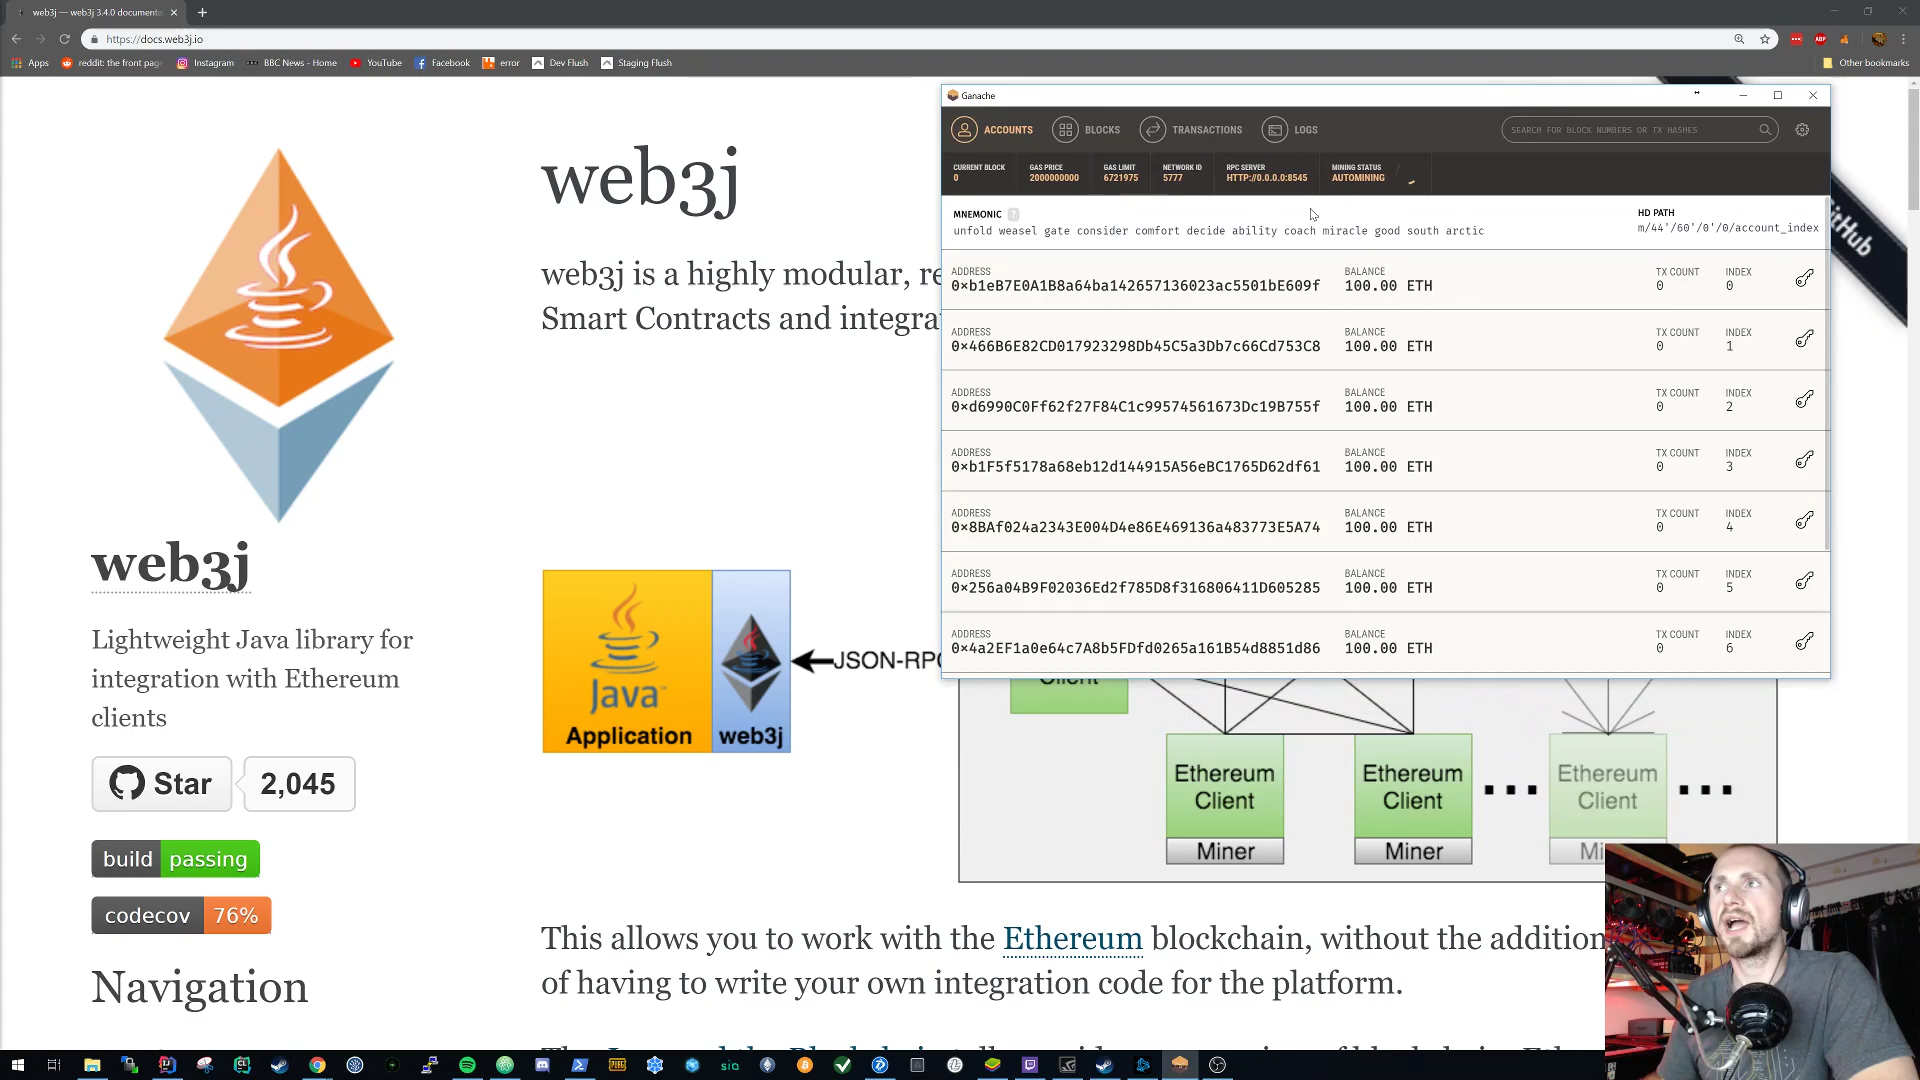 web3j — web3j 3.4.0 documenta
https://docs.web3j.io
Apps
reddit: the front page
Instagram
BBC News - Home
YouTube
Facebook
error
Dev Flush
Staging Flush
Other bookmarks
web3j
Lightweight Java library for
integration with Ethereum
clients
Star
2,045
build passing
codecov 76%
Navigation
web3j
web3j is a highly modular, re
Smart Contracts and integra
Java
Application
web3j
JSON-RPC
Client
Ethereum
Client
Miner
Ethereum
Client
Miner
Ethereum
Client
Mi
This allows you to work with the Ethereum blockchain, without the addition
of having to write your own integration code for the platform.
GitHub
Ganache
ACCOUNTS
BLOCKS
TRANSACTIONS
LOGS
SEARCH FOR BLOCK NUMBERS OR TX HASHES
CURRENT BLOCK
0
GAS PRICE
2000000000
GAS LIMIT
6721975
NETWORK ID
5777
RPC SERVER
HTTP://0.0.0.0:8545
MINING STATUS
AUTOMINING
MNEMONIC ?
unfold weasel gate consider comfort decide ability coach miracle good south arctic
HD PATH
m/44'/60'/0'/0/account_index
ADDRESS BALANCE TX COUNT INDEX
0×b1eB7E0A1B8a64ba142657136023ac5501bE609f 100.00 ETH 0 0
ADDRESS BALANCE TX COUNT INDEX
0×466B6E82CD017923298Db45C5a3Db7c66Cd753C8 100.00 ETH 0 1
ADDRESS BALANCE TX COUNT INDEX
0×d6990C0Ff62f27F84C1c99574561673Dc19B755f 100.00 ETH 0 2
ADDRESS BALANCE TX COUNT INDEX
0×b1F5f5178a68eb12d144915A56eBC1765D62df61 100.00 ETH 0 3
ADDRESS BALANCE TX COUNT INDEX
0×8BAf024a2343E004D4e86E469136a483773E5A74 100.00 ETH 0 4
ADDRESS BALANCE TX COUNT INDEX
0×256a04B9F02036Ed2f785D8f316806411D605285 100.00 ETH 0 5
ADDRESS BALANCE TX COUNT INDEX
0×4a2EF1a0e64c7A8b5FDfd0265a161B54d8851d86 100.00 ETH 0 6